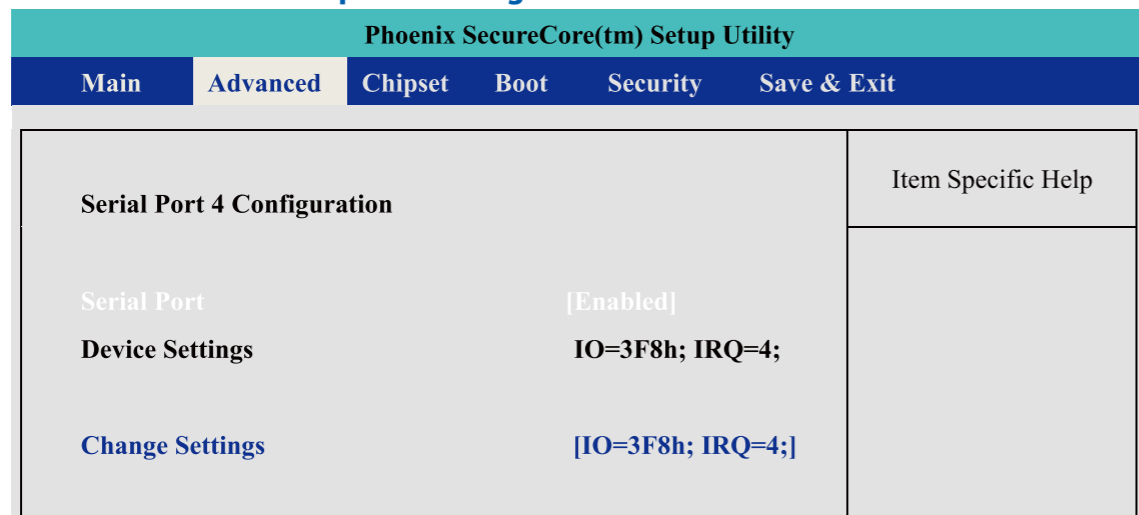 Phoenix SecureCore(tm) Setup Utility
Main Advanced Chipset Boot Security Save & Exit
Serial Port 4 Configuration
Item Specific Help
Serial Port [Enabled]
Device Settings IO=3F8h; IRQ=4;
Change Settings [IO=3F8h; IRQ=4;]